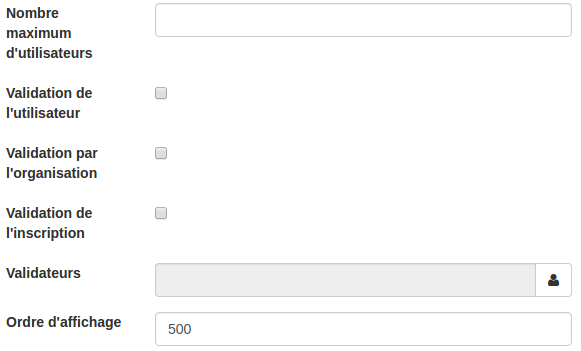 Nombre
maximum
d'utilisateurs
Validation de
l'utilisateur
Validation par
l'organisation
Validation de
l'inscription
Validateurs
Ordre d'affichage
500